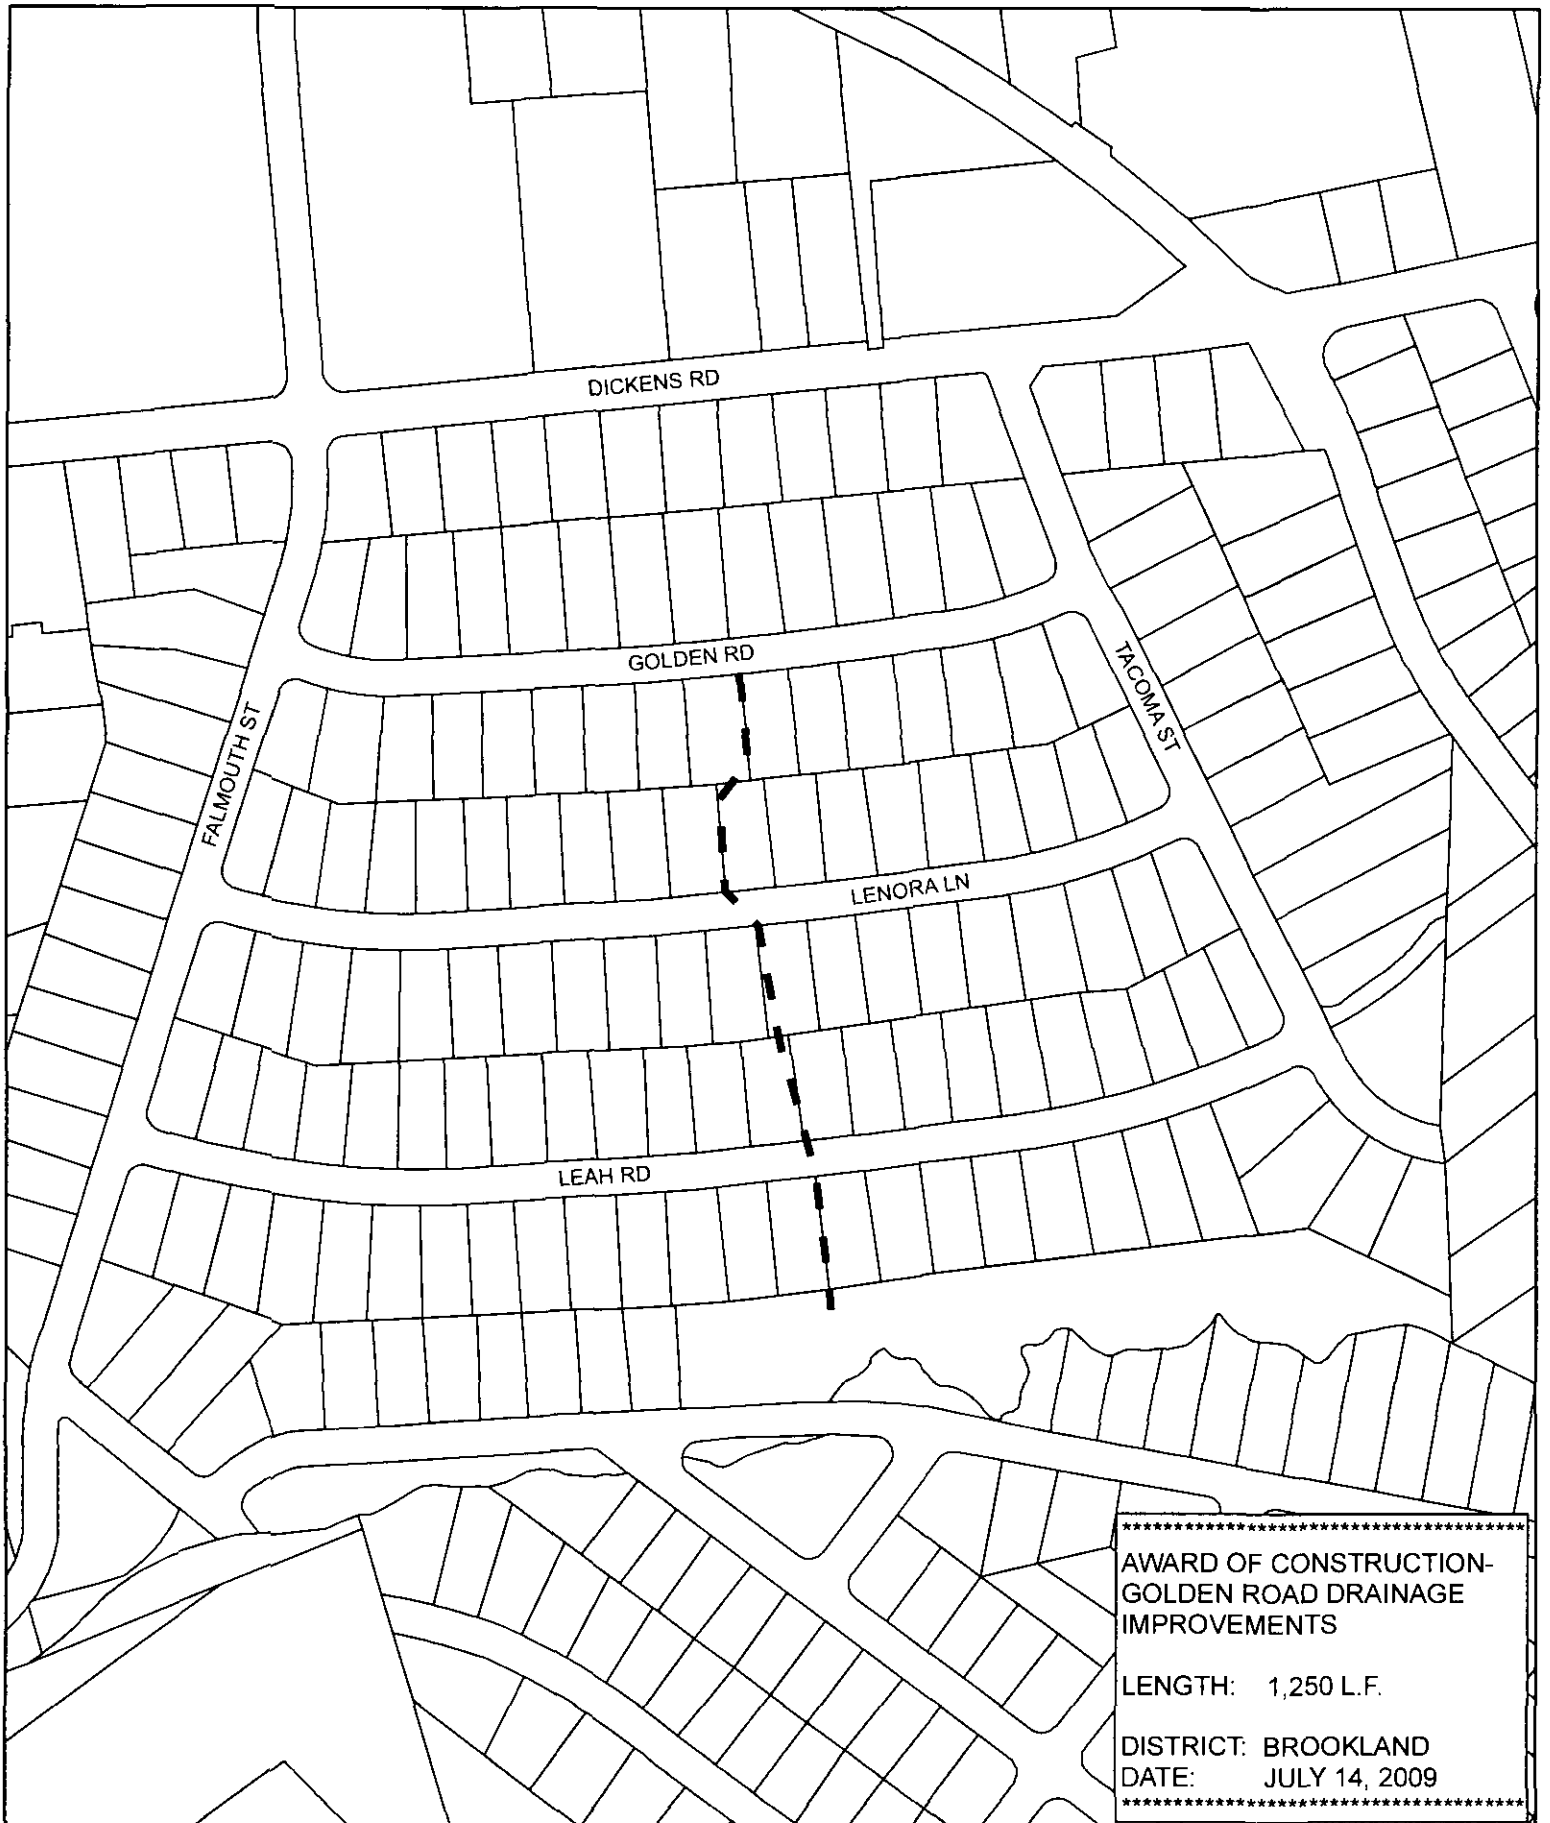 DICKENS RD
GOLDEN RD
TACOMA ST
FALMOUTH ST
LENORA LN
LEAH RD
****************************************
AWARD OF CONSTRUCTION-
GOLDEN ROAD DRAINAGE
IMPROVEMENTS
LENGTH: 1,250 L.F.
DISTRICT: BROOKLAND
DATE: JULY 14, 2009
****************************************